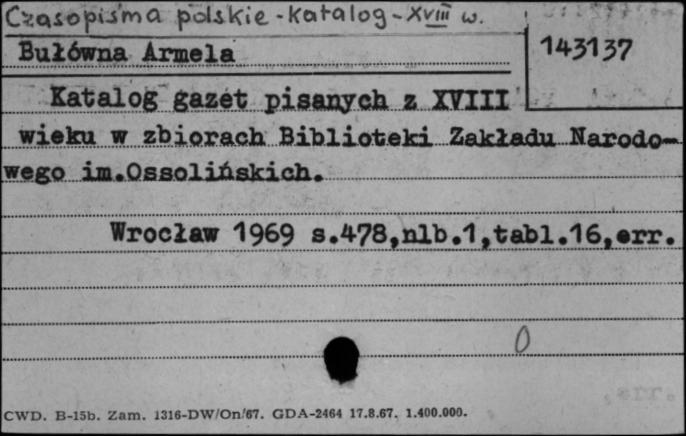 Czasopisma polskie - katalog - XVIII w.
Bułówna Armela
143137
Katalog gazet pisanych z XVIII
wieku w zbiorach Biblioteki Zakładu Narodo-
wego im.Ossolińskich.
Wrocław 1969 s.478,nlb.1,tabl.16,err.
0
CWD. B-15b. Zam. 1316-DW/On/67. GDA-2464 17.8.67. 1.400.000.